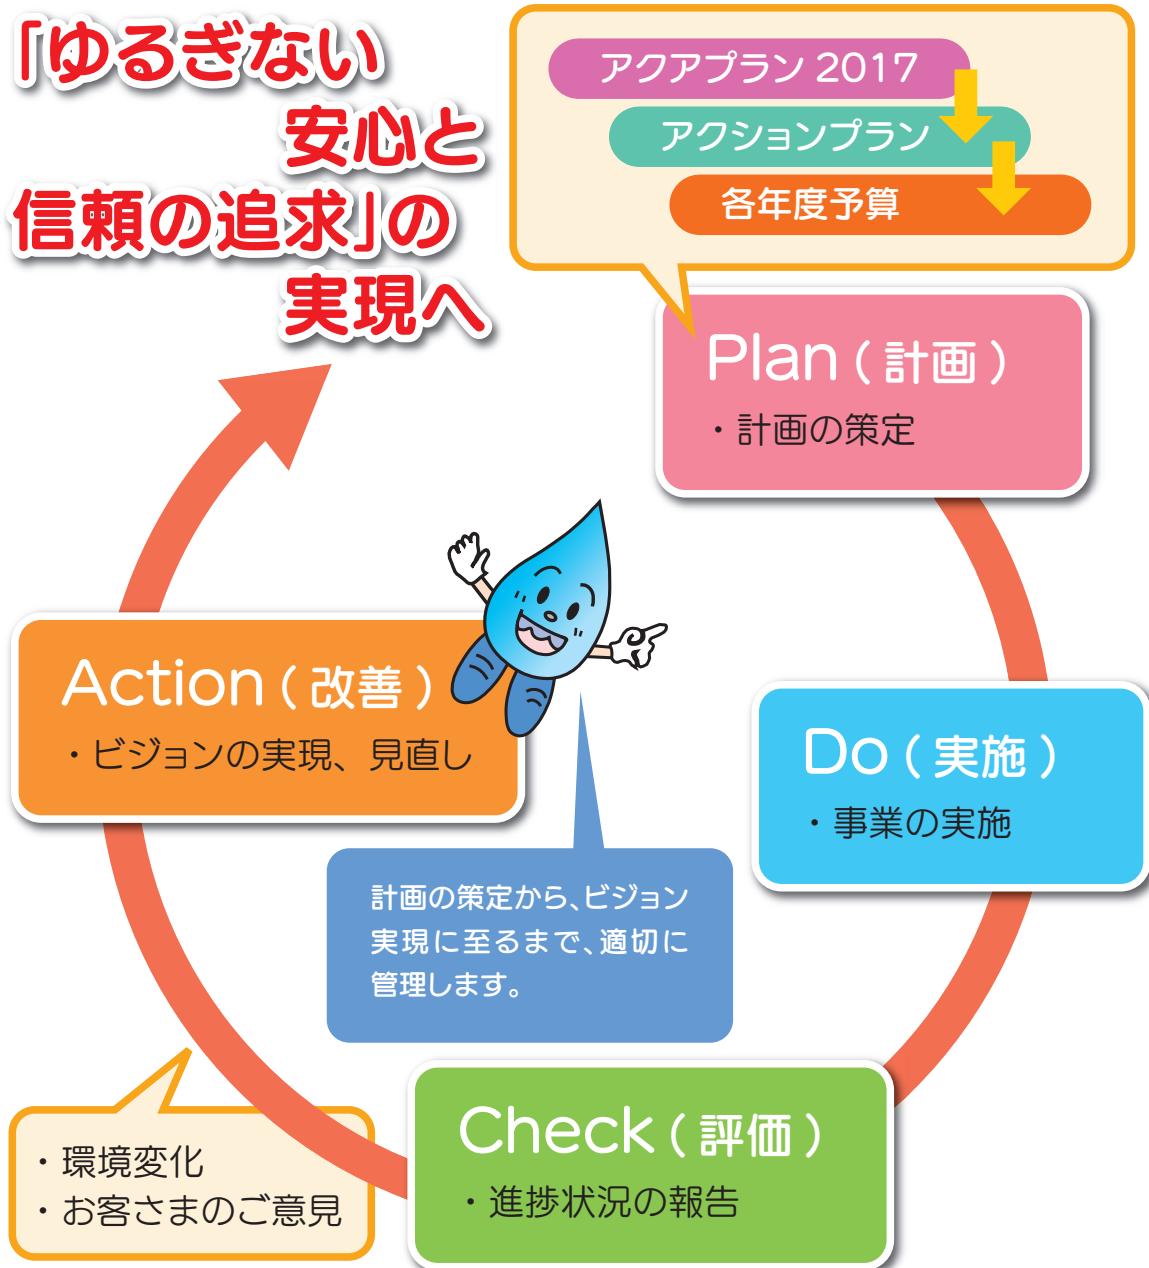 「ゆるぎない
安心と
信頼の追求」の
実現へ
アクアプラン 2017
アクションプラン
各年度予算
Plan ( 計画 )
・計画の策定
Do ( 実施 )
・事業の実施
Check ( 評価 )
・進捗状況の報告
・環境変化
・お客さまのご意見
Action ( 改善 )
・ビジョンの実現、見直し
計画の策定から、ビジョン
実現に至るまで、適切に
管理します。